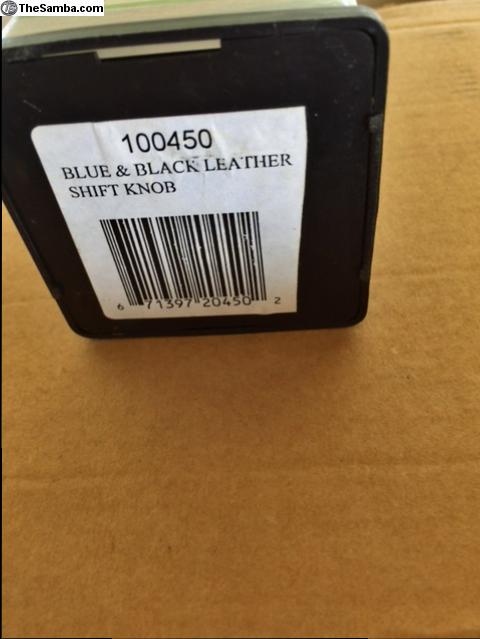 TheSamba.com
100450
BLUE & BLACK LEATHER
SHIFT KNOB
6 71397 20450 2